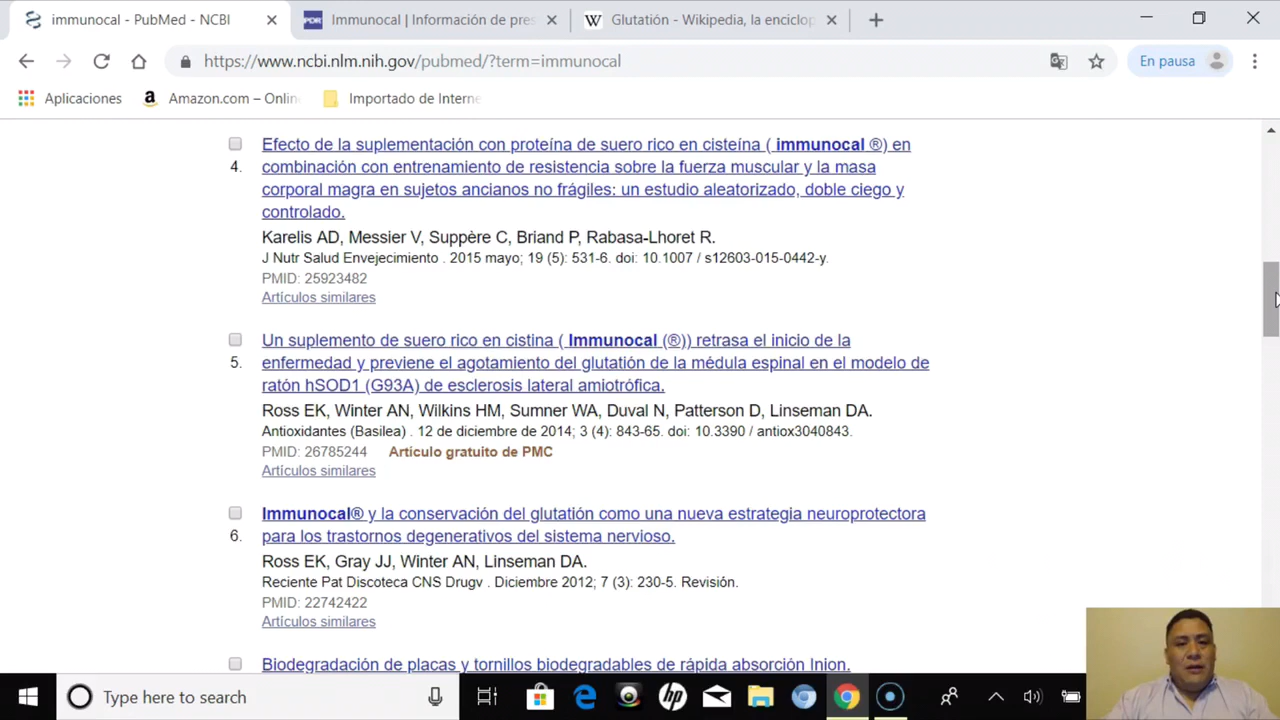 immunocal - PubMed - NCBI
PDR
Immunocal | Información de pres
W
Glutatión - Wikipedia, la enciclop
https://www.ncbi.nlm.nih.gov/pubmed/?term=immunocal
En pausa
Aplicaciones
a
Amazon.com – Onlin
Importado de Interne
Efecto de la suplementación con proteína de suero rico en cisteína ( immunocal ®) en
4.
combinación con entrenamiento de resistencia sobre la fuerza muscular y la masa
corporal magra en sujetos ancianos no frágiles: un estudio aleatorizado, doble ciego y
controlado.
Karelis AD, Messier V, Suppère C, Briand P, Rabasa-Lhoret R.
J Nutr Salud Envejecimiento . 2015 mayo; 19 (5): 531-6. doi: 10.1007 / s12603-015-0442-y.
PMID: 25923482
Artículos similares
Un suplemento de suero rico en cistina ( Immunocal (®)) retrasa el inicio de la
5.
enfermedad y previene el agotamiento del glutatión de la médula espinal en el modelo de
ratón hSOD1 (G93A) de esclerosis lateral amiotrófica.
Ross EK, Winter AN, Wilkins HM, Sumner WA, Duval N, Patterson D, Linseman DA.
Antioxidantes (Basilea) . 12 de diciembre de 2014; 3 (4): 843-65. doi: 10.3390 / antiox3040843.
PMID: 26785244 Artículo gratuito de PMC
Artículos similares
Immunocal® y la conservación del glutatión como una nueva estrategia neuroprotectora
6.
para los trastornos degenerativos del sistema nervioso.
Ross EK, Gray JJ, Winter AN, Linseman DA.
Reciente Pat Discoteca CNS Drugv . Diciembre 2012; 7 (3): 230-5. Revisión.
PMID: 22742422
Artículos similares
Biodegradación de placas y tornillos biodegradables de rápida absorción Inion.
Type here to search
hp